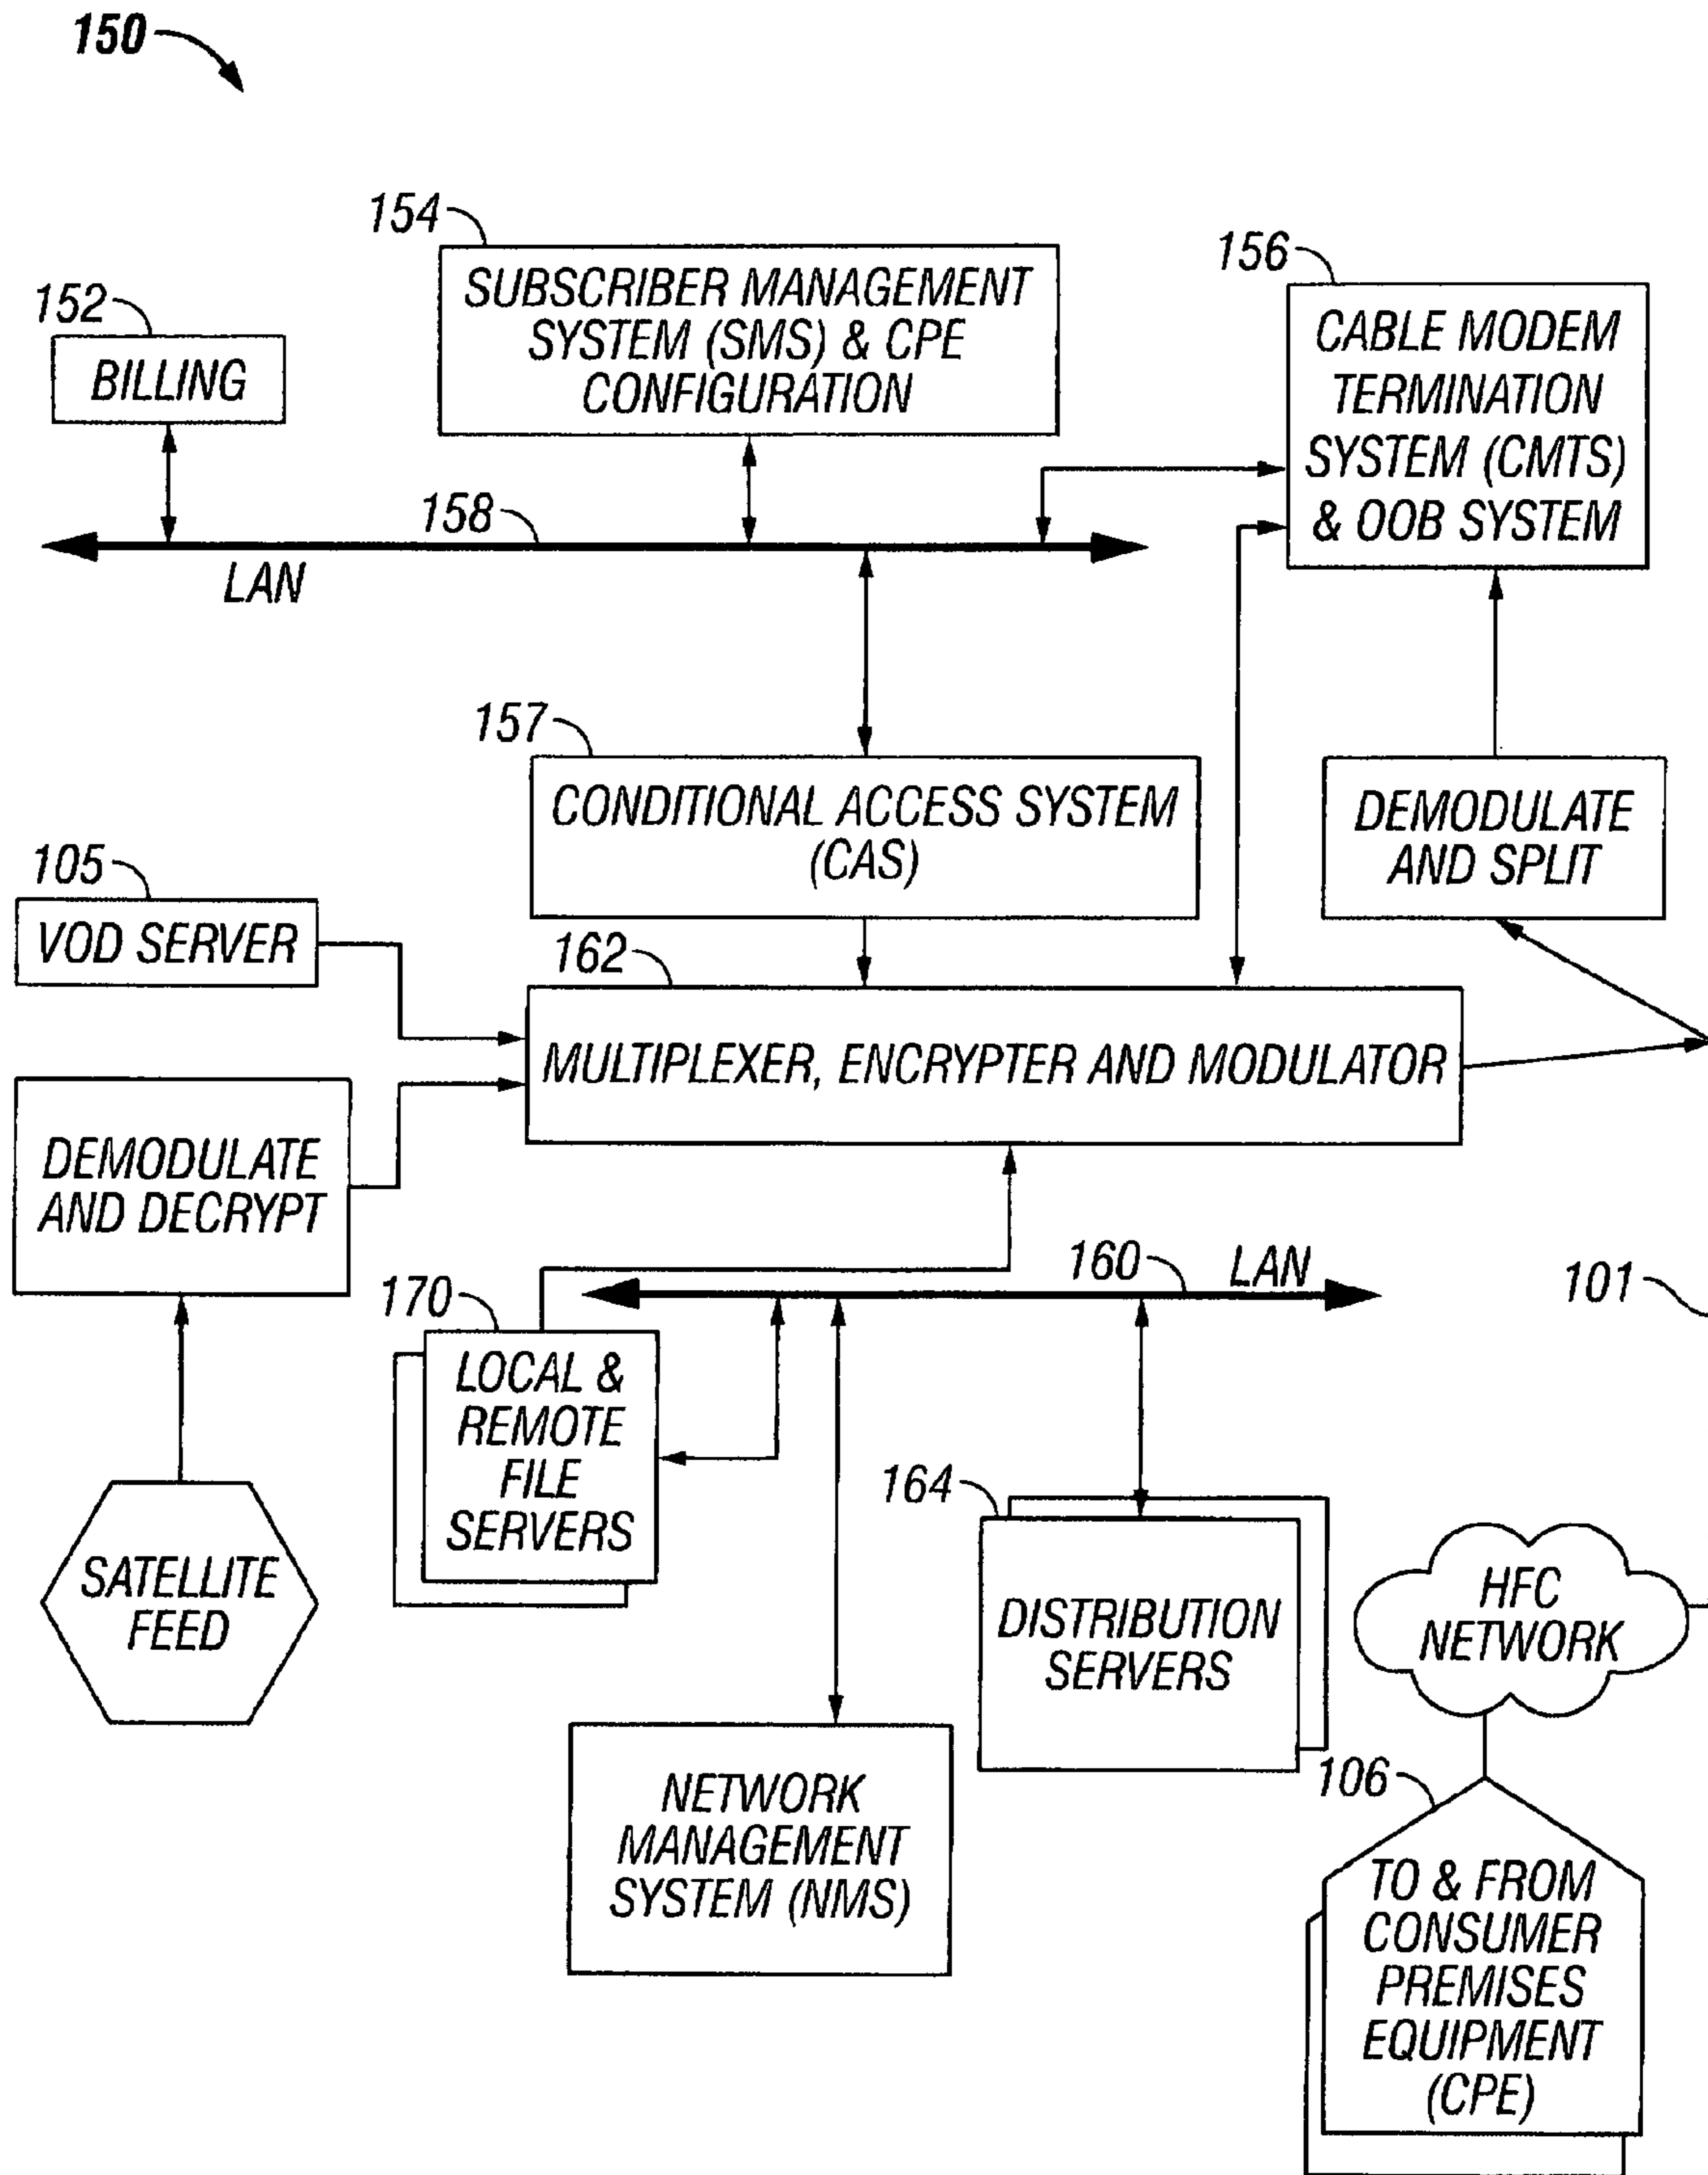 150
154
SUBSCRIBER MANAGEMENT
SYSTEM (SMS) & CPE
CONFIGURATION
156
CABLE MODEM
TERMINATION
SYSTEM (CMTS)
& OOB SYSTEM
152
BILLING
158
LAN
157
CONDITIONAL ACCESS SYSTEM
(CAS)
DEMODULATE
AND SPLIT
105
VOD SERVER
162
MULTIPLEXER, ENCRYPTER AND MODULATOR
DEMODULATE
AND DECRYPT
160
LAN
101
170
LOCAL &
REMOTE
FILE
SERVERS
164
DISTRIBUTION
SERVERS
SATELLITE
FEED
HFC
NETWORK
NETWORK
MANAGEMENT
SYSTEM (NMS)
106
TO & FROM
CONSUMER
PREMISES
EQUIPMENT
(CPE)